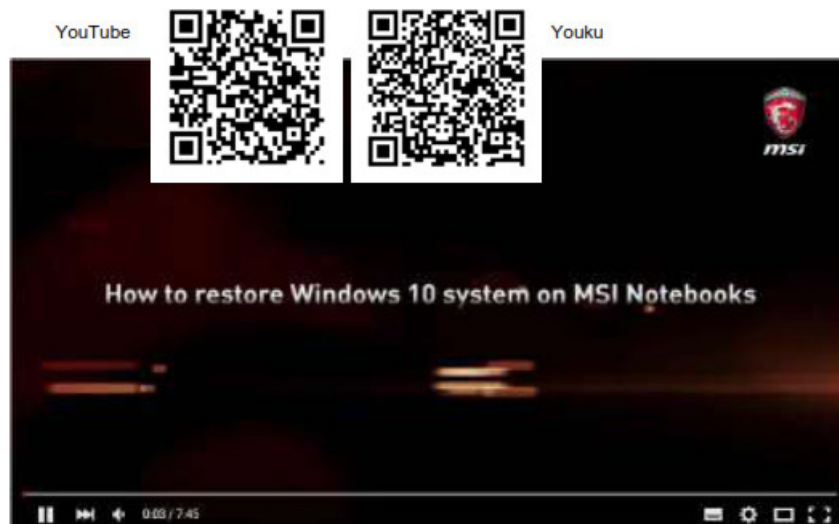 YouTube
Youku
msi
How to restore Windows 10 system on MSI Notebooks
0:03 / 7:45